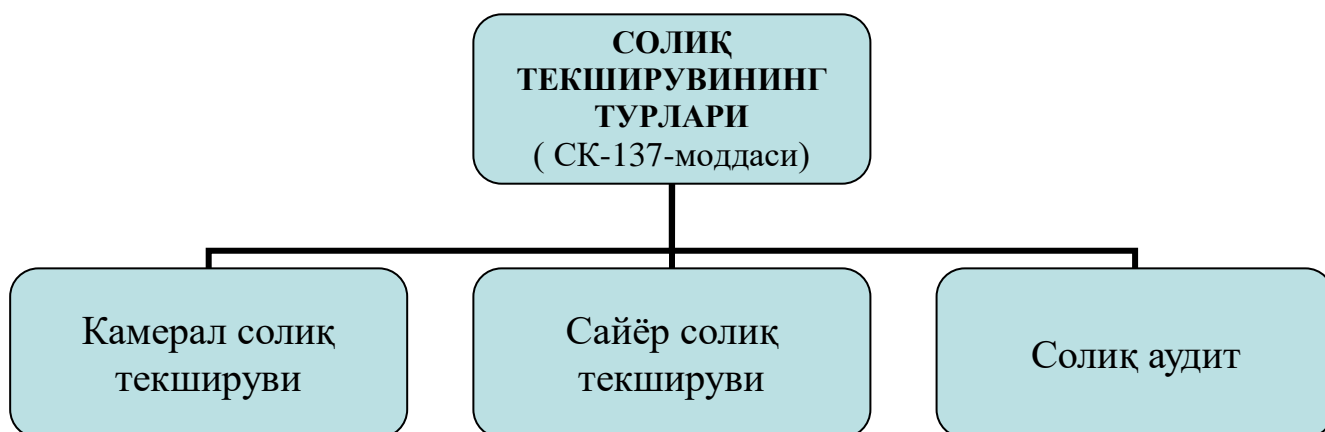 СОЛИҚ
ТЕКШИРУВИНИНГ
ТУРЛАРИ
( СК-137-моддаси)
Камерал солиқ
текшируви
Сайёр солиқ
текшируви
Солиқ аудит